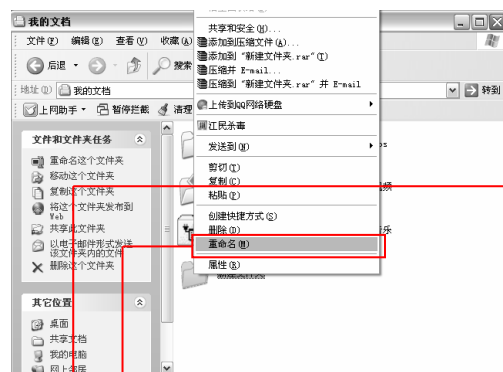 我的文档
文件(F) 编辑(E) 查看(V) 收藏(A)
后退 搜索
地址(D) 我的文档 转到
上网助手 暂停拦截 清理
文件和文件夹任务
重命名这个文件夹
移动这个文件夹
复制这个文件夹
将这个文件夹发布到
Web
共享此文件夹
以电子邮件形式发送
该文件夹内的文件
删除这个文件夹
其它位置
桌面
共享文档
我的电脑
网上邻居
共享和安全(H)...
添加到压缩文件(A)...
添加到 "新建文件夹.rar"(T)
压缩并 E-mail...
压缩到 "新建文件夹.rar" 并 E-mail
上传到QQ网络硬盘
江民杀毒
发送到(N)
剪切(T)
复制(C)
粘贴(P)
创建快捷方式(S)
删除(D)
重命名(M)
属性(R)